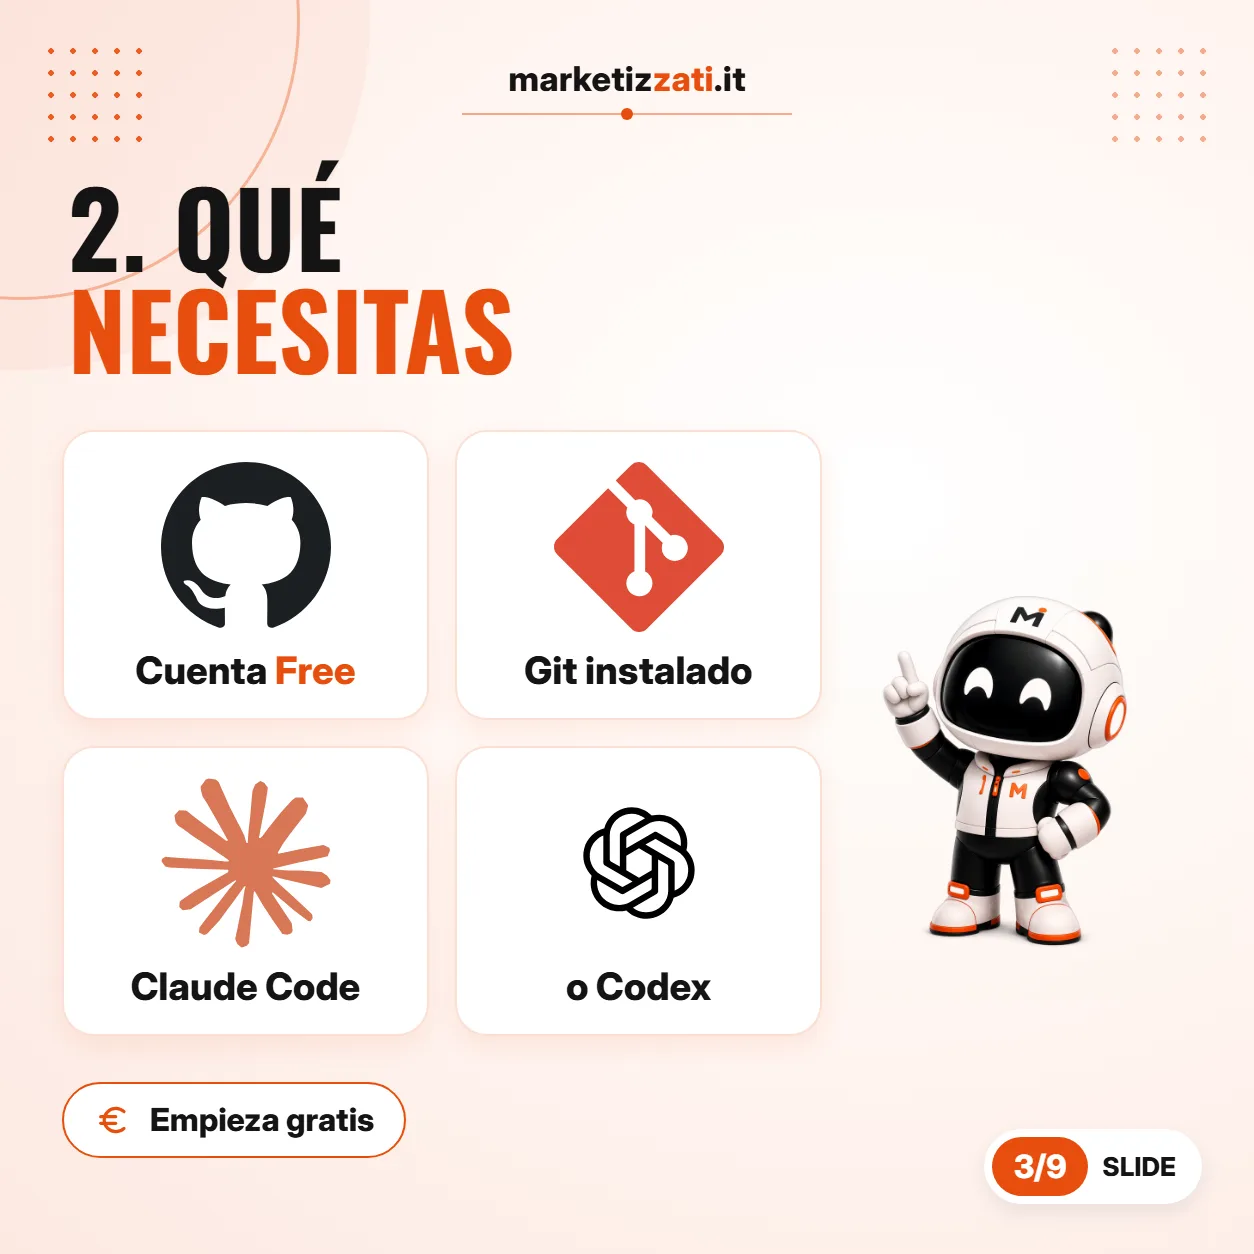 marketizzati.it
2. QUÉ
NECESITAS
Cuenta Free
Git instalado
Claude Code
o Codex
€ Empieza gratis
3/9 SLIDE
M
M